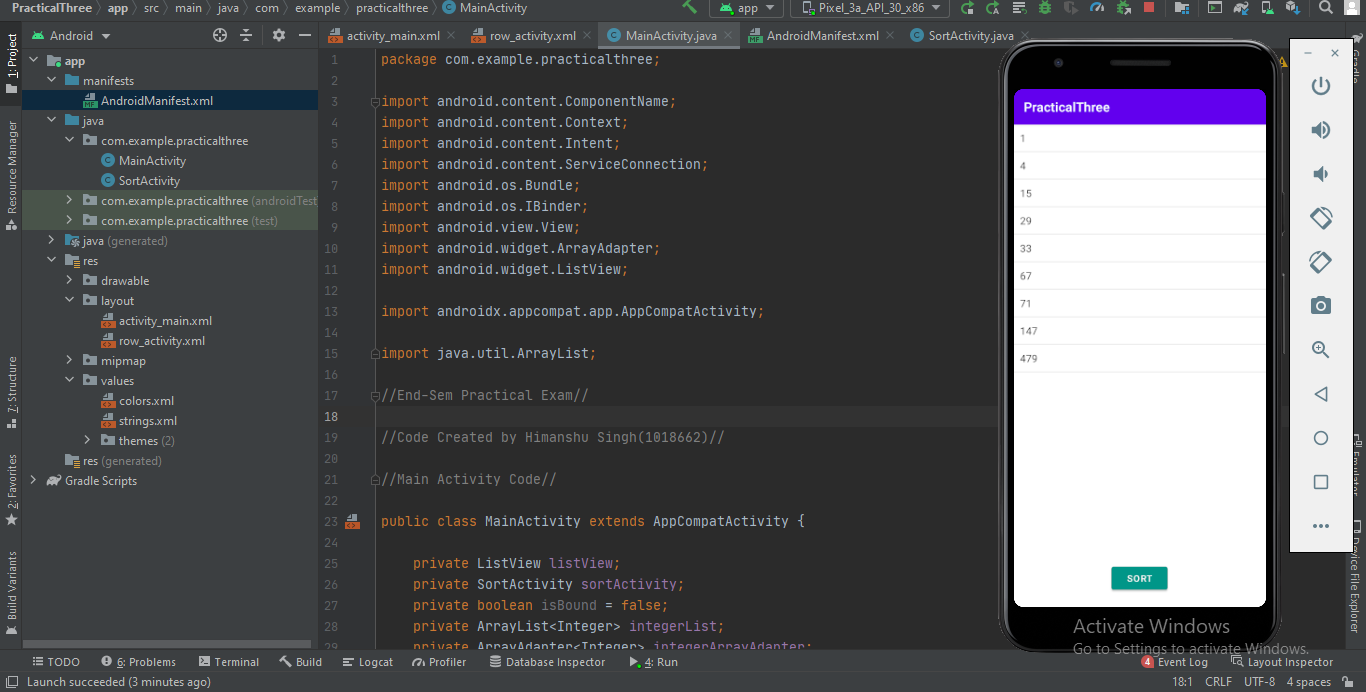 PracticalThree app src main java com example practicalthree MainActivity
app Pixel_3a_API_30_x86
Android
activity_main.xml row_activity.xml MainActivity.java AndroidManifest.xml SortActivity.java
1: Project
Resource Manager
7: Structure
2: Favorites
Build Variants
app
manifests
AndroidManifest.xml
java
com.example.practicalthree
MainActivity
SortActivity
com.example.practicalthree (androidTest
com.example.practicalthree (test)
java (generated)
res
drawable
layout
activity_main.xml
row_activity.xml
mipmap
values
colors.xml
strings.xml
themes (2)
res (generated)
Gradle Scripts
1 package com.example.practicalthree;
2
3 import android.content.ComponentName;
4 import android.content.Context;
5 import android.content.Intent;
6 import android.content.ServiceConnection;
7 import android.os.Bundle;
8 import android.os.IBinder;
9 import android.view.View;
10 import android.widget.ArrayAdapter;
11 import android.widget.ListView;
12
13 import androidx.appcompat.app.AppCompatActivity;
14
15 import java.util.ArrayList;
16
17 //End-Sem Practical Exam//
18
19 //Code Created by Himanshu Singh(1018662)//
20
21 //Main Activity Code//
22
23 public class MainActivity extends AppCompatActivity {
24
25 private ListView listView;
26 private SortActivity sortActivity;
27 private boolean isBound = false;
28 private ArrayList<Integer> integerList;
29 private ArrayAdapter<Integer> integerArrayAdapter;
PracticalThree
1
4
15
29
33
67
71
147
479
SORT
Gradle
Emulator
Device File Explorer
Activate Windows
Go to Settings to activate Windows.
TODO 6: Problems Terminal Build Logcat Profiler Database Inspector 4: Run 4 Event Log Layout Inspector
Launch succeeded (3 minutes ago) 18:1 CRLF UTF-8 4 spaces